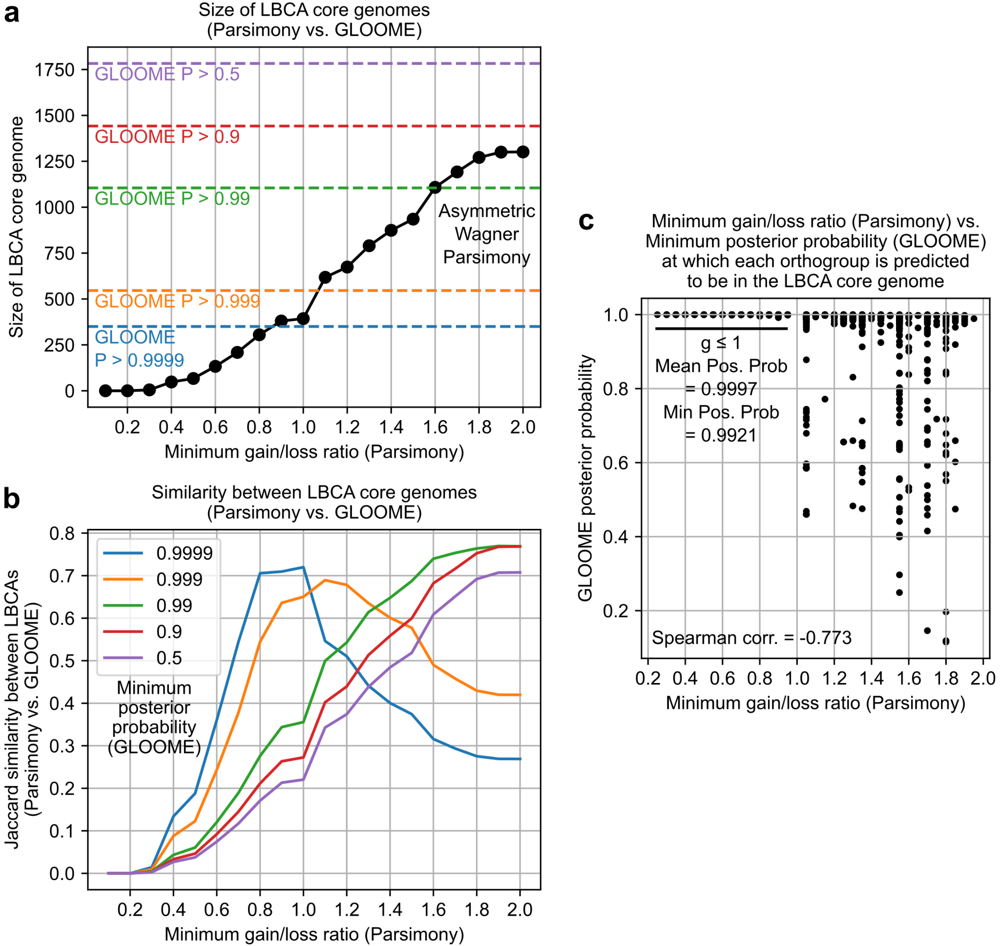 a
Size of LBCA core genomes
(Parsimony vs. GLOOME)
Size of LBCA core genome
1750
1500
1250
1000
750
500
250
0
GLOOME P > 0.5
GLOOME P > 0.9
GLOOME P > 0.99
GLOOME P > 0.999
GLOOME
P > 0.9999
Asymmetric
Wagner
Parsimony
0.2 0.4 0.6 0.8 1.0 1.2 1.4 1.6 1.8 2.0
Minimum gain/loss ratio (Parsimony)
b
Similarity between LBCA core genomes
(Parsimony vs. GLOOME)
Jaccard similarity between LBCAs
(Parsimony vs. GLOOME)
0.8
0.7
0.6
0.5
0.4
0.3
0.2
0.1
0.0
0.9999
0.999
0.99
0.9
0.5
Minimum
posterior
probability
(GLOOME)
0.2 0.4 0.6 0.8 1.0 1.2 1.4 1.6 1.8 2.0
Minimum gain/loss ratio (Parsimony)
c
Minimum gain/loss ratio (Parsimony) vs.
Minimum posterior probability (GLOOME)
at which each orthogroup is predicted
to be in the LBCA core genome
GLOOME posterior probability
1.0
0.8
0.6
0.4
0.2
g ≤ 1
Mean Pos. Prob
= 0.9997
Min Pos. Prob
= 0.9921
Spearman corr. = -0.773
0.2 0.4 0.6 0.8 1.0 1.2 1.4 1.6 1.8 2.0
Minimum gain/loss ratio (Parsimony)